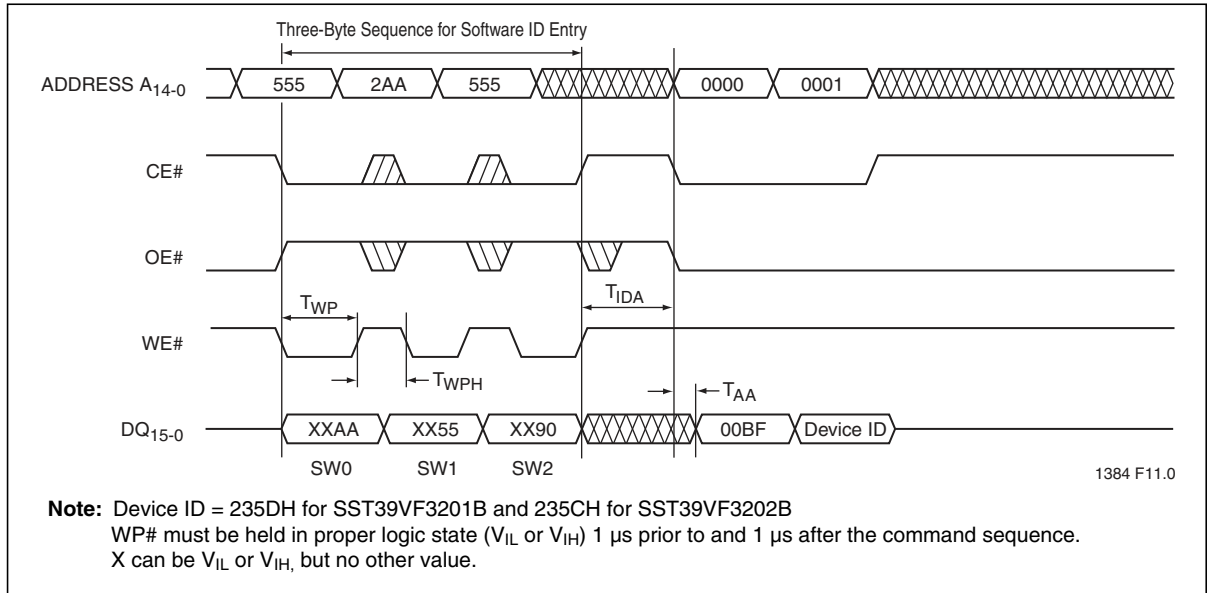 Three-Byte Sequence for Software ID Entry
ADDRESS A14-0
555 2AA 555 0000 0001
CE#
OE#
TWP TIDA
WE#
TWPH TAA
DQ15-0
XXAA XX55 XX90 00BF Device ID
SW0 SW1 SW2
1384 F11.0
Note: Device ID = 235DH for SST39VF3201B and 235CH for SST39VF3202B
WP# must be held in proper logic state (VIL or VIH) 1 µs prior to and 1 µs after the command sequence.
X can be VIL or VIH, but no other value.